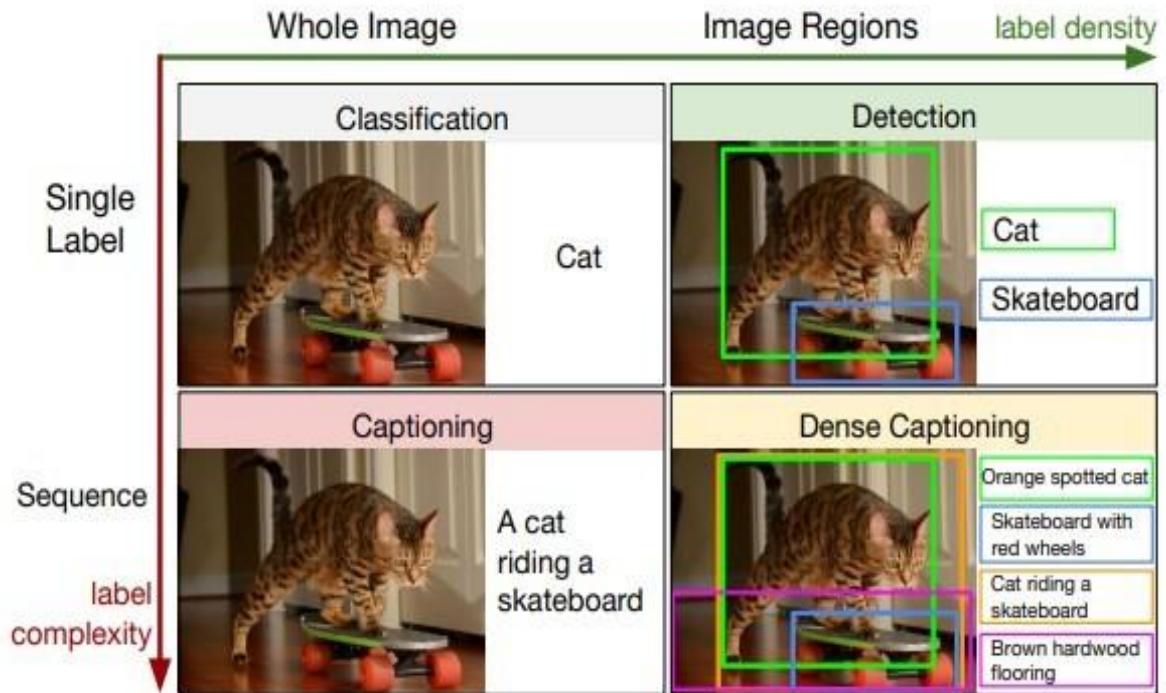 Whole Image
Image Regions
label density
Single
Label
Classification
Cat
Detection
Cat
Skateboard
Sequence
label
complexity
Captioning
A cat
riding a
skateboard
Dense Captioning
Orange spotted cat
Skateboard with
red wheels
Cat riding a
skateboard
Brown hardwood
flooring